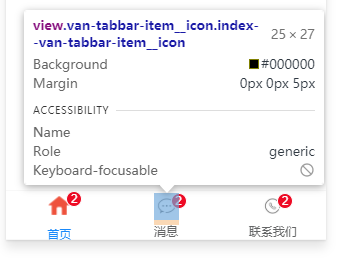 view.van-tabbar-item__icon.index-
-van-tabbar-item__icon
25 × 27
Background
#000000
Margin
0px 0px 5px
ACCESSIBILITY
Name
Role
generic
Keyboard-focusable
2
2
2
首页
消息
联系我们